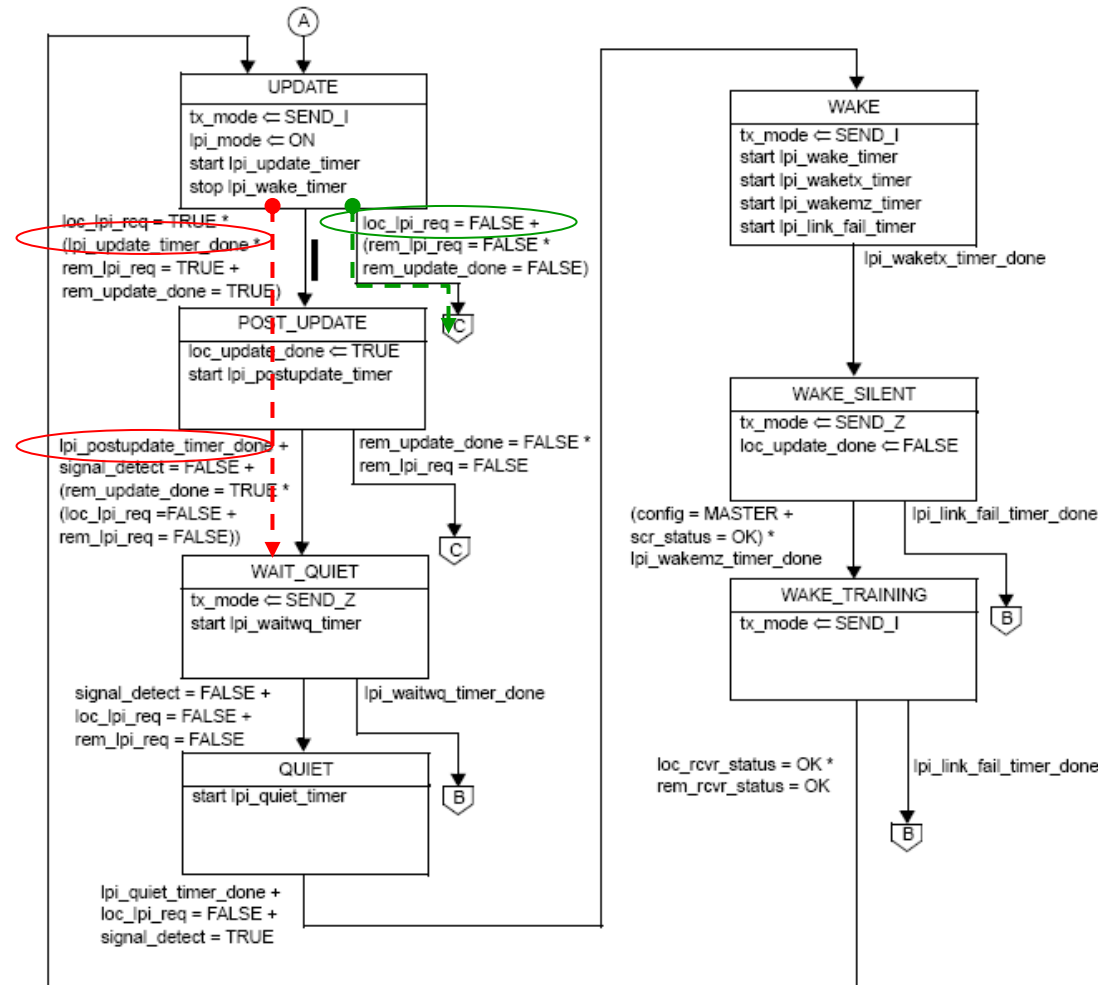 A
UPDATE
tx_mode ⇐ SEND_I
lpi_mode ⇐ ON
start lpi_update_timer
stop lpi_wake_timer
loc_lpi_req = TRUE *
(lpi_update_timer_done *
rem_lpi_req = TRUE +
rem_update_done = TRUE)
loc_lpi_req = FALSE +
(rem_lpi_req = FALSE *
rem_update_done = FALSE)
C
POST_UPDATE
loc_update_done ⇐ TRUE
start lpi_postupdate_timer
lpi_postupdate_timer_done +
signal_detect = FALSE +
(rem_update_done = TRUE *
(loc_lpi_req =FALSE +
rem_lpi_req = FALSE))
rem_update_done = FALSE *
rem_lpi_req = FALSE
C
WAIT_QUIET
tx_mode ⇐ SEND_Z
start lpi_waitwq_timer
signal_detect = FALSE +
loc_lpi_req = FALSE +
rem_lpi_req = FALSE
lpi_waitwq_timer_done
B
QUIET
start lpi_quiet_timer
lpi_quiet_timer_done +
loc_lpi_req = FALSE +
signal_detect = TRUE
WAKE
tx_mode ⇐ SEND_I
start lpi_wake_timer
start lpi_waketx_timer
start lpi_wakemz_timer
start lpi_link_fail_timer
lpi_waketx_timer_done
WAKE_SILENT
tx_mode ⇐ SEND_Z
loc_update_done ⇐ FALSE
(config = MASTER +
scr_status = OK) *
lpi_wakemz_timer_done
lpi_link_fail_timer_done
B
WAKE_TRAINING
tx_mode ⇐ SEND_I
loc_rcvr_status = OK *
rem_rcvr_status = OK
lpi_link_fail_timer_done
B